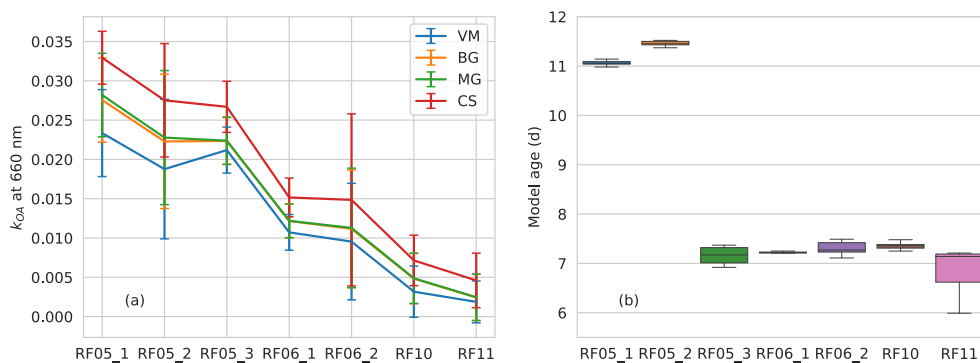 0.035
0.030
0.025
0.020
0.015
0.010
0.005
0.000
k_OA at 660 nm
VM
BG
MG
CS
(a)
RF05_1 RF05_2 RF05_3 RF06_1 RF06_2 RF10 RF11
12
11
10
9
8
7
6
Model age (d)
(b)
RF05_1 RF05_2 RF05_3 RF06_1 RF06_2 RF10 RF11